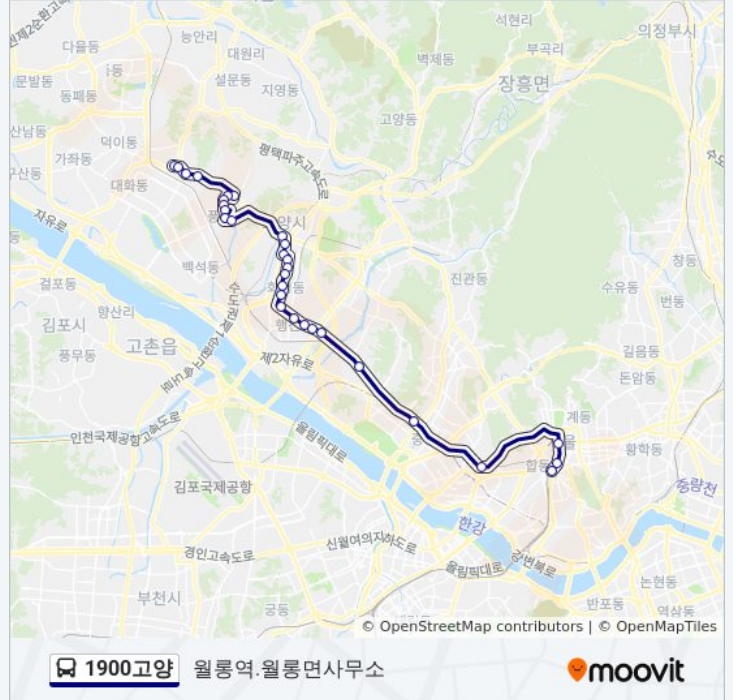 석현리
의정부시
능안리
다율동
대원리
벽제동
부곡리
장흥면
문발동
설문동
지영동
동패동
고양동
산남동
덕이동
평택파주고속도로
가좌동
구산동
대화동
자유로
양시
백석동
진관동
창동
걸포동
수유동
번동
향산리
김포시
고촌읍
풍무동
제2자유로
길음동
돈암동
계동
인천국제공항고속도로
올림픽대로
황학동
합동
김포국제공항
중랑천
한강
경인고속도로
신월여의지하도로
올림픽대로
강변북로
논현동
부천시
궁동
반포동
역삼동
© OpenStreetMap contributors | © OpenMapTiles
1900고양 월롱역.월롱면사무소
moovit